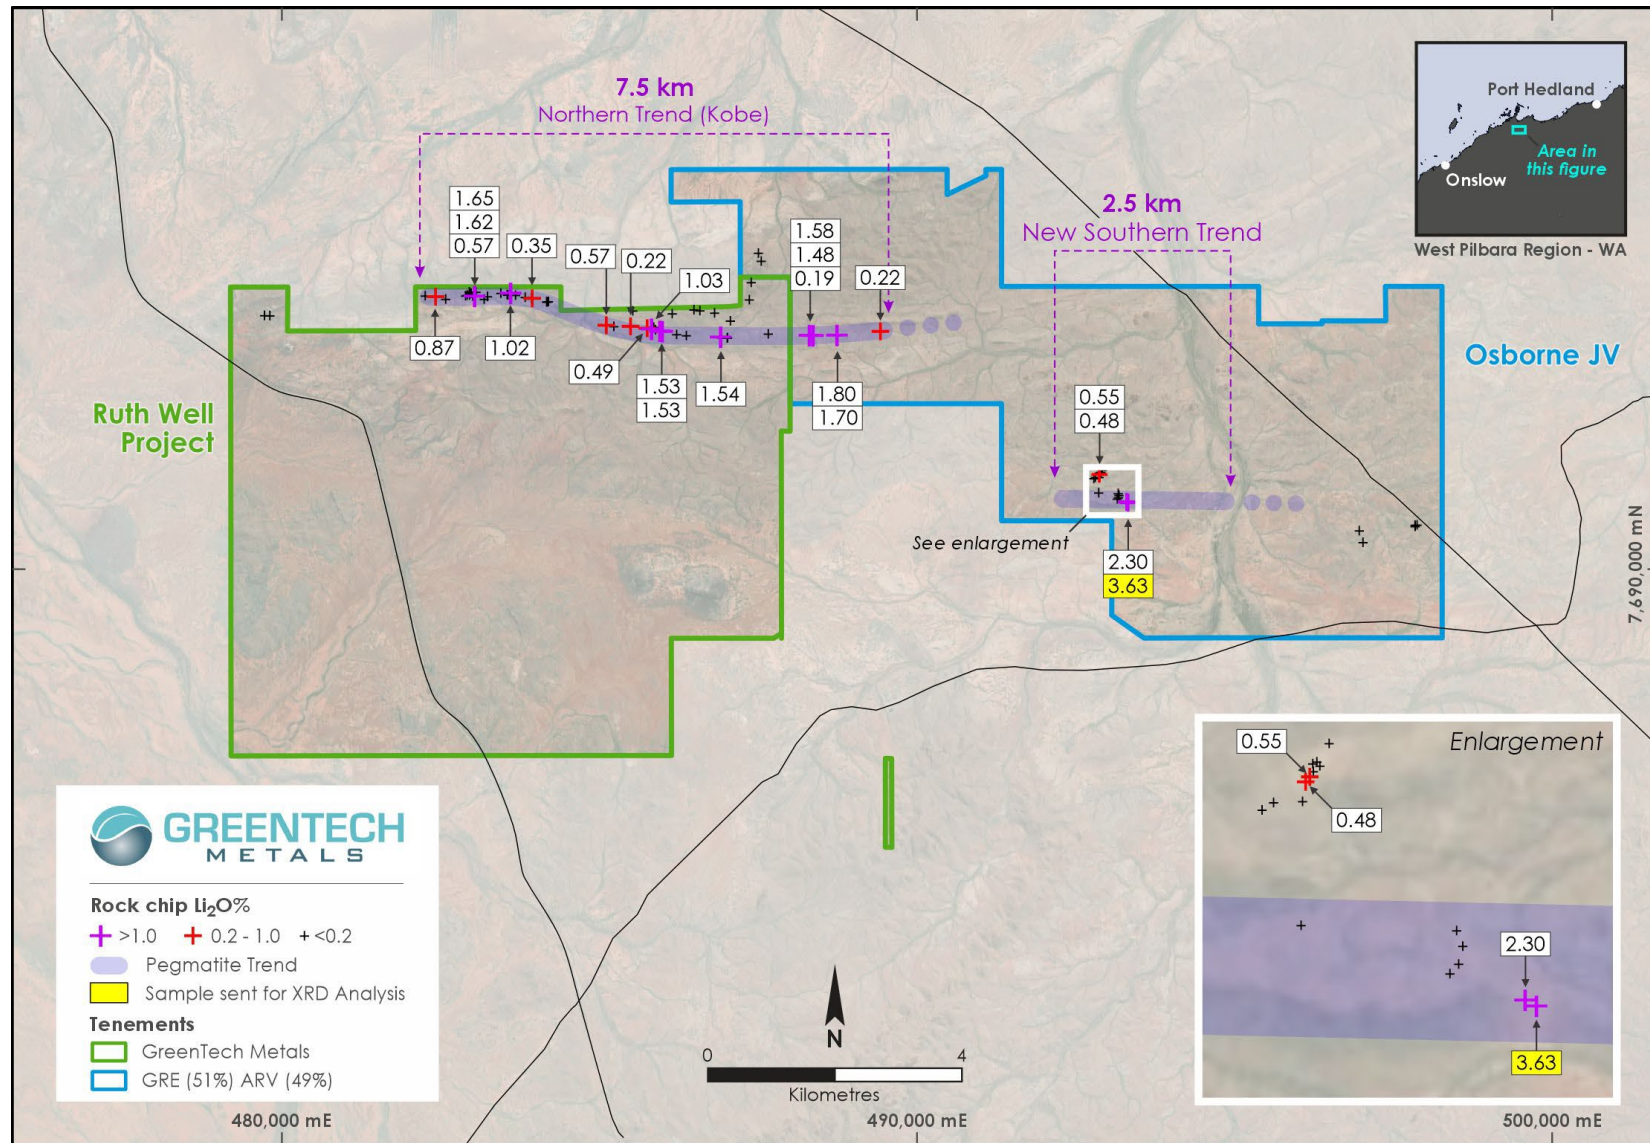 7.5 km
Northern Trend (Kobe)
Port Hedland
Area in
this figure
Onslow
West Pilbara Region - WA
2.5 km
New Southern Trend
1.65
1.62
0.57
0.35
0.57
0.22
1.03
1.58
1.48
0.19
0.22
0.87
1.02
0.49
1.53
1.53
1.54
1.80
1.70
Osborne JV
Ruth Well
Project
0.55
0.48
See enlargement
2.30
3.63
7,690,000 mN
Enlargement
0.55
0.48
2.30
3.63
GREENTECH
METALS
Rock chip Li₂O%
>1.0 0.2 - 1.0 <0.2
Pegmatite Trend
Sample sent for XRD Analysis
Tenements
GreenTech Metals
GRE (51%) ARV (49%)
N
0 4
Kilometres
480,000 mE 490,000 mE 500,000 mE